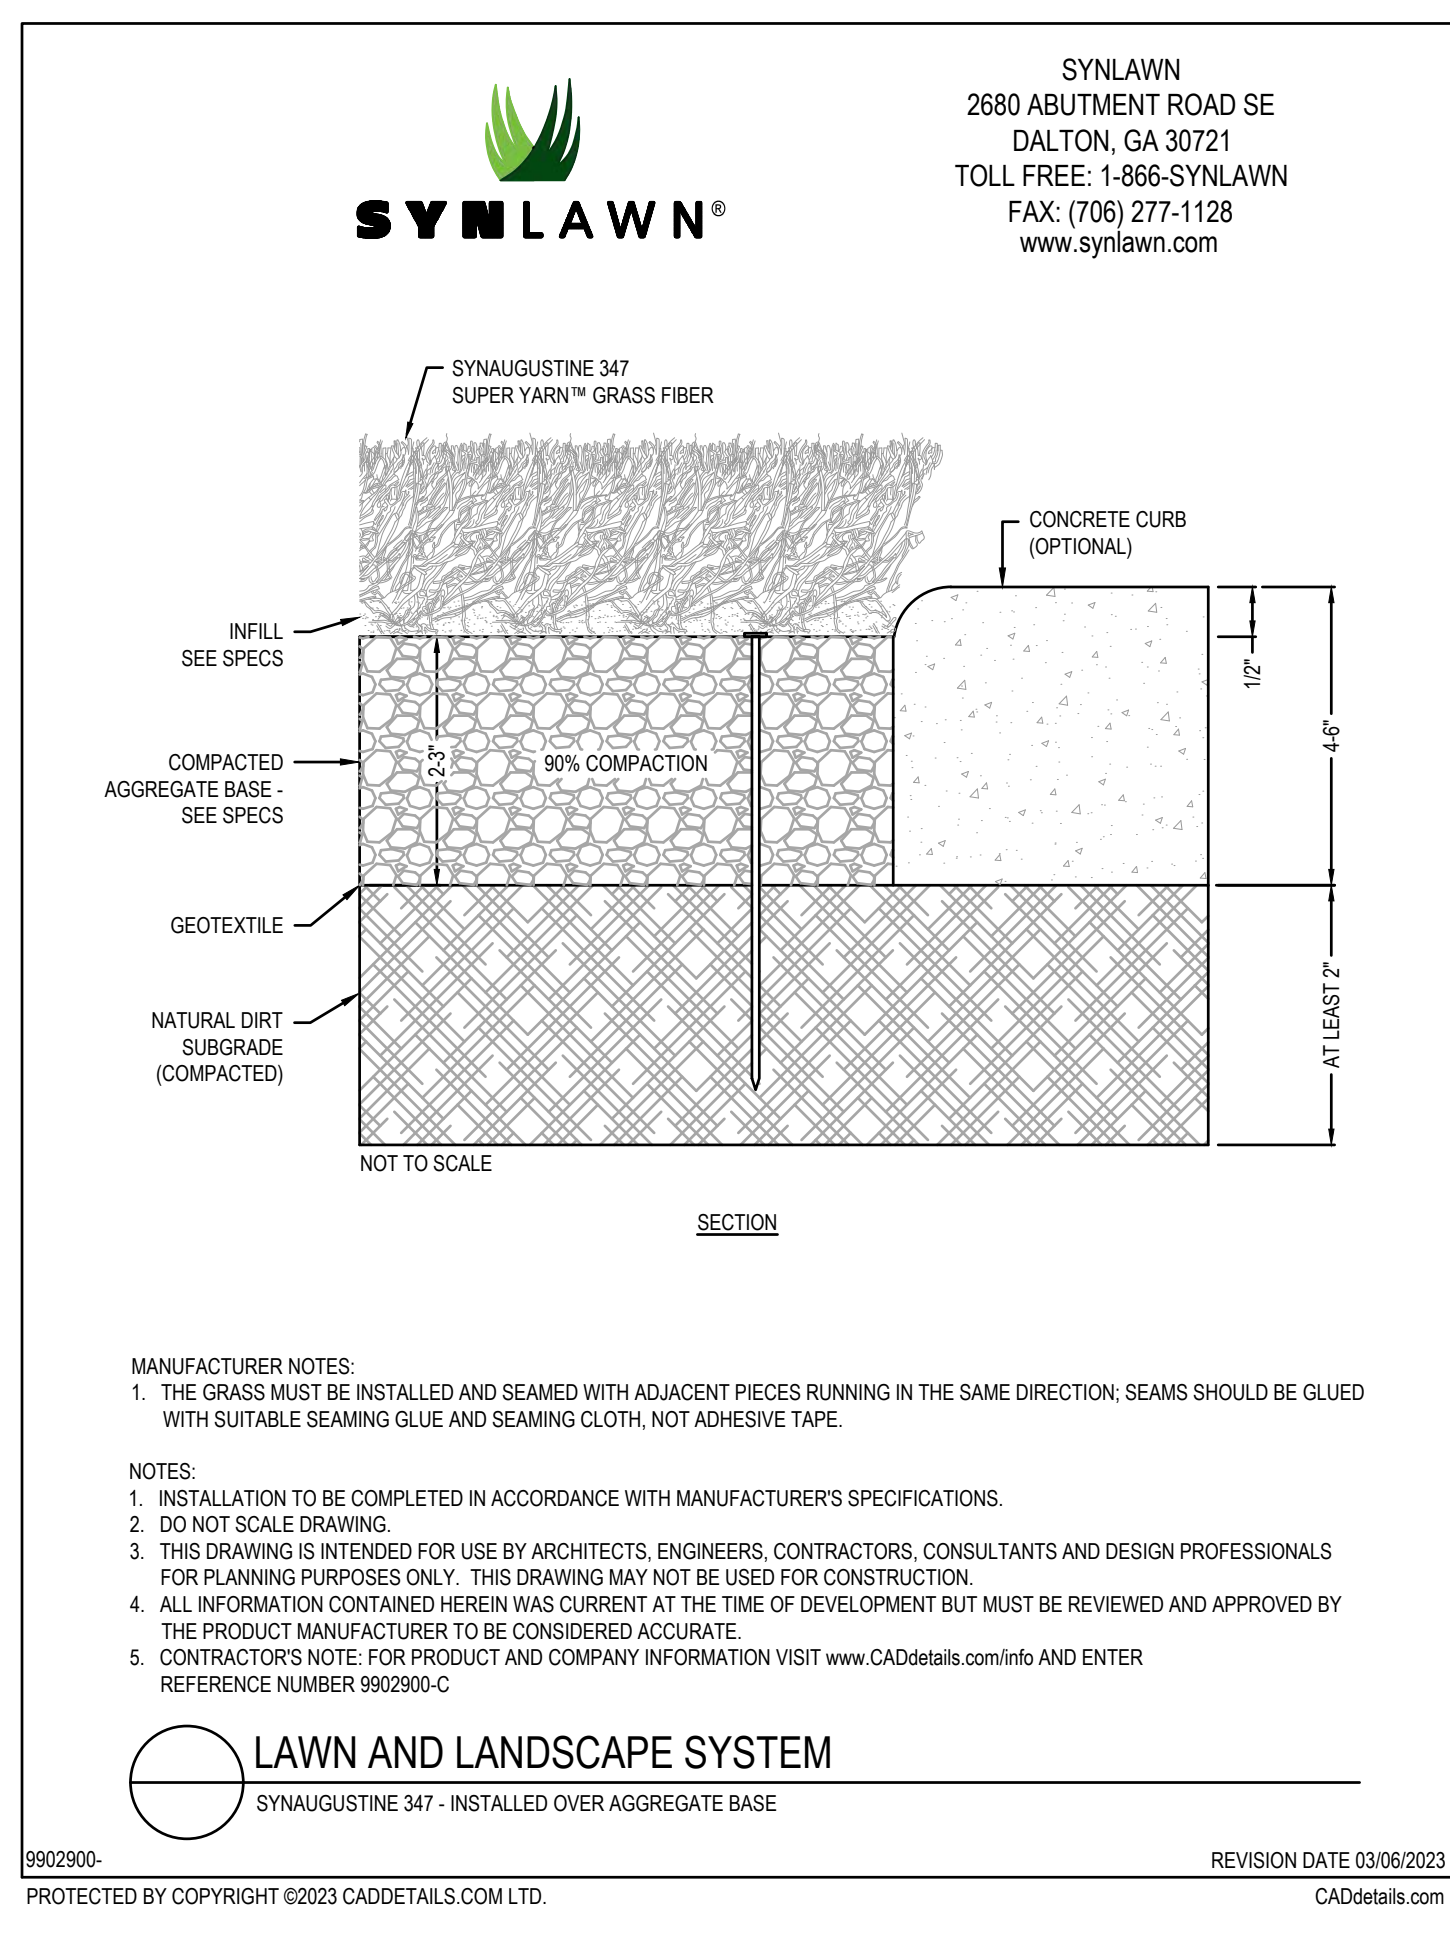 SYNLAWN®
SYNLAWN
2680 ABUTMENT ROAD SE
DALTON, GA 30721
TOLL FREE: 1-866-SYNLAWN
FAX: (706) 277-1128
www.synlawn.com
SYNAUGUSTINE 347
SUPER YARN™ GRASS FIBER
CONCRETE CURB
(OPTIONAL)
INFILL
SEE SPECS
1/2"
4-6"
2-3"
90% COMPACTION
COMPACTED
AGGREGATE BASE -
SEE SPECS
GEOTEXTILE
NATURAL DIRT
SUBGRADE
(COMPACTED)
AT LEAST 2"
NOT TO SCALE
SECTION
MANUFACTURER NOTES:
1. THE GRASS MUST BE INSTALLED AND SEAMED WITH ADJACENT PIECES RUNNING IN THE SAME DIRECTION; SEAMS SHOULD BE GLUED
WITH SUITABLE SEAMING GLUE AND SEAMING CLOTH, NOT ADHESIVE TAPE.
NOTES:
1. INSTALLATION TO BE COMPLETED IN ACCORDANCE WITH MANUFACTURER'S SPECIFICATIONS.
2. DO NOT SCALE DRAWING.
3. THIS DRAWING IS INTENDED FOR USE BY ARCHITECTS, ENGINEERS, CONTRACTORS, CONSULTANTS AND DESIGN PROFESSIONALS
FOR PLANNING PURPOSES ONLY. THIS DRAWING MAY NOT BE USED FOR CONSTRUCTION.
4. ALL INFORMATION CONTAINED HEREIN WAS CURRENT AT THE TIME OF DEVELOPMENT BUT MUST BE REVIEWED AND APPROVED BY
THE PRODUCT MANUFACTURER TO BE CONSIDERED ACCURATE.
5. CONTRACTOR'S NOTE: FOR PRODUCT AND COMPANY INFORMATION VISIT www.CADdetails.com/info AND ENTER
REFERENCE NUMBER 9902900-C
LAWN AND LANDSCAPE SYSTEM
SYNAUGUSTINE 347 - INSTALLED OVER AGGREGATE BASE
9902900-
REVISION DATE 03/06/2023
PROTECTED BY COPYRIGHT ©2023 CADDETAILS.COM LTD.
CADdetails.com